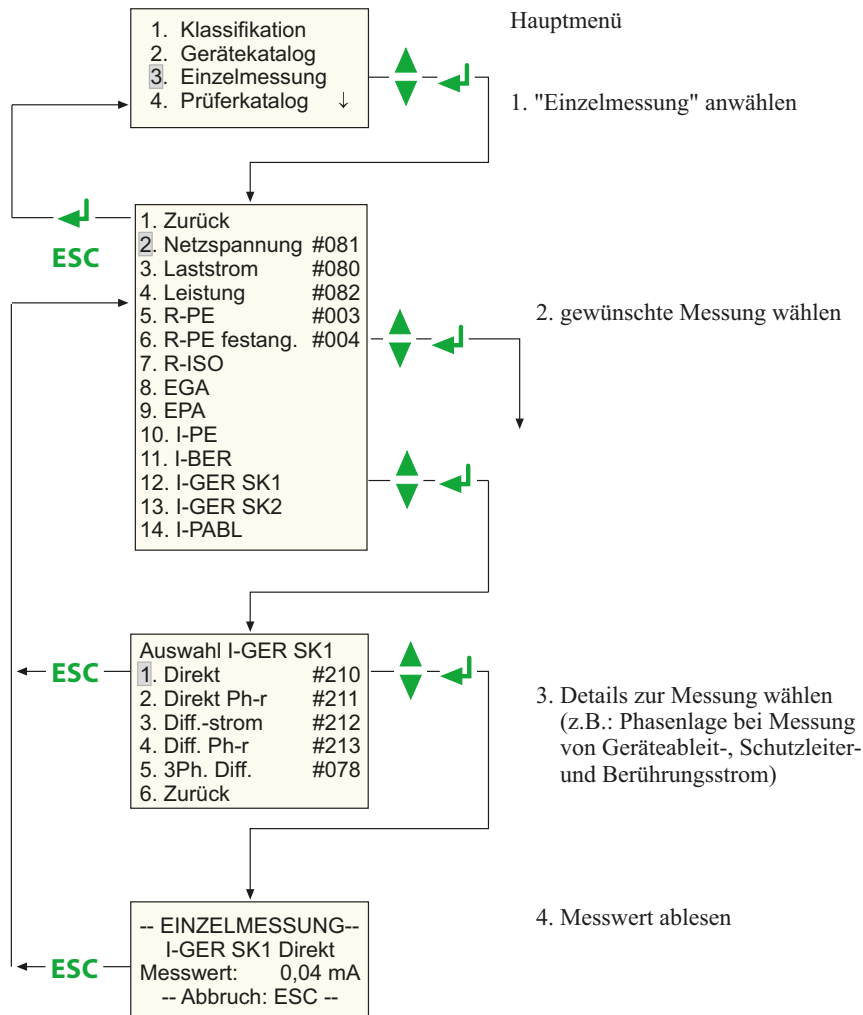 1. Klassifikation
2. Gerätekatalog
3. Einzelmessung
4. Prüferkatalog ↓
Hauptmenü
1. "Einzelmessung" anwählen
ESC
1. Zurück
2. Netzspannung #081
3. Laststrom #080
4. Leistung #082
5. R-PE #003
6. R-PE festang. #004
7. R-ISO
8. EGA
9. EPA
10. I-PE
11. I-BER
12. I-GER SK1
13. I-GER SK2
14. I-PABL
2. gewünschte Messung wählen
ESC
Auswahl I-GER SK1
1. Direkt #210
2. Direkt Ph-r #211
3. Diff.-strom #212
4. Diff. Ph-r #213
5. 3Ph. Diff. #078
6. Zurück
3. Details zur Messung wählen
(z.B.: Phasenlage bei Messung
von Geräteableit-, Schutzleiter-
und Berührungsstrom)
ESC
-- EINZELMESSUNG--
I-GER SK1 Direkt
Messwert: 0,04 mA
-- Abbruch: ESC --
4. Messwert ablesen